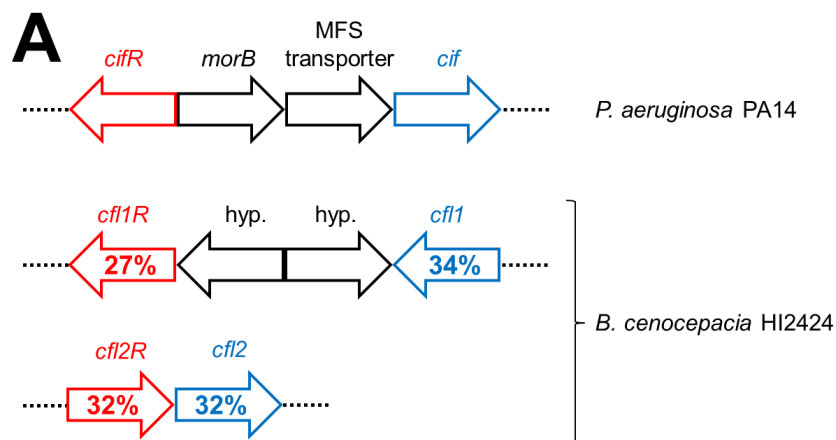 A
cifR morB MFS transporter cif
P. aeruginosa PA14
cfl1R hyp. hyp. cfl1
27% 34%
B. cenocepacia HI2424
cfl2R cfl2
32% 32%